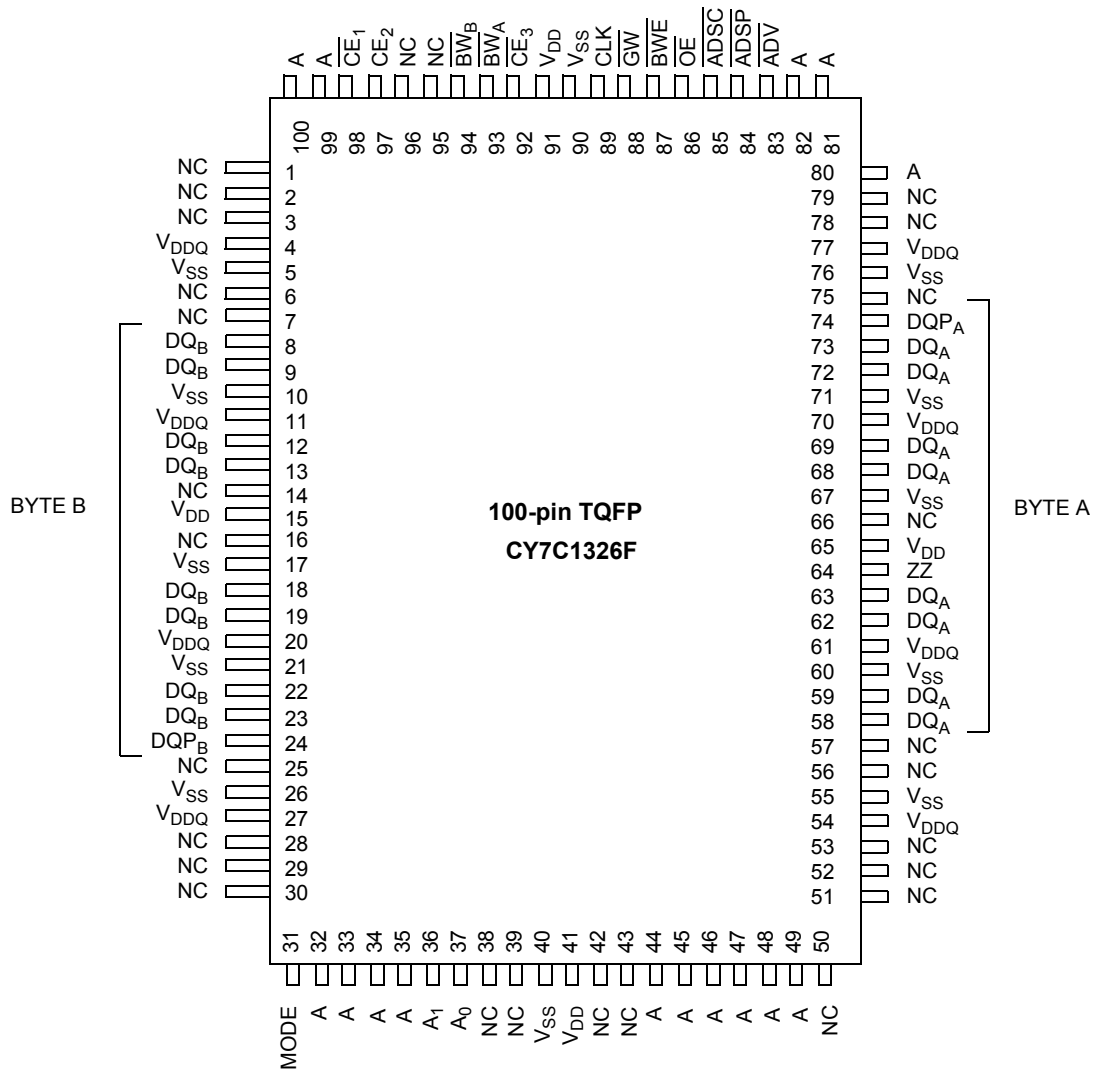 A A CE1 CE2 NC NC BWB BWA CE3 VDD VSS CLK GW BWE OE ADSC ADSP ADV A A
100 99 98 97 96 95 94 93 92 91 90 89 88 87 86 85 84 83 82 81
NC 1
NC 2
NC 3
VDDQ 4
VSS 5
NC 6
NC 7
DQB 8
DQB 9
VSS 10
VDDQ 11
DQB 12
DQB 13
NC 14
VDD 15
NC 16
VSS 17
DQB 18
DQB 19
VDDQ 20
VSS 21
DQB 22
DQB 23
DQPB 24
NC 25
VSS 26
VDDQ 27
NC 28
NC 29
NC 30
BYTE B
100-pin TQFP
CY7C1326F
80 A
79 NC
78 NC
77 VDDQ
76 VSS
75 NC
74 DQPA
73 DQA
72 DQA
71 VSS
70 VDDQ
69 DQA
68 DQA
67 VSS
66 NC
65 VDD
64 ZZ
63 DQA
62 DQA
61 VDDQ
60 VSS
59 DQA
58 DQA
57 NC
56 NC
55 VSS
54 VDDQ
53 NC
52 NC
51 NC
BYTE A
31 32 33 34 35 36 37 38 39 40 41 42 43 44 45 46 47 48 49 50
MODE A A A A A1 A0 NC NC VSS VDD NC NC A A A A A A NC